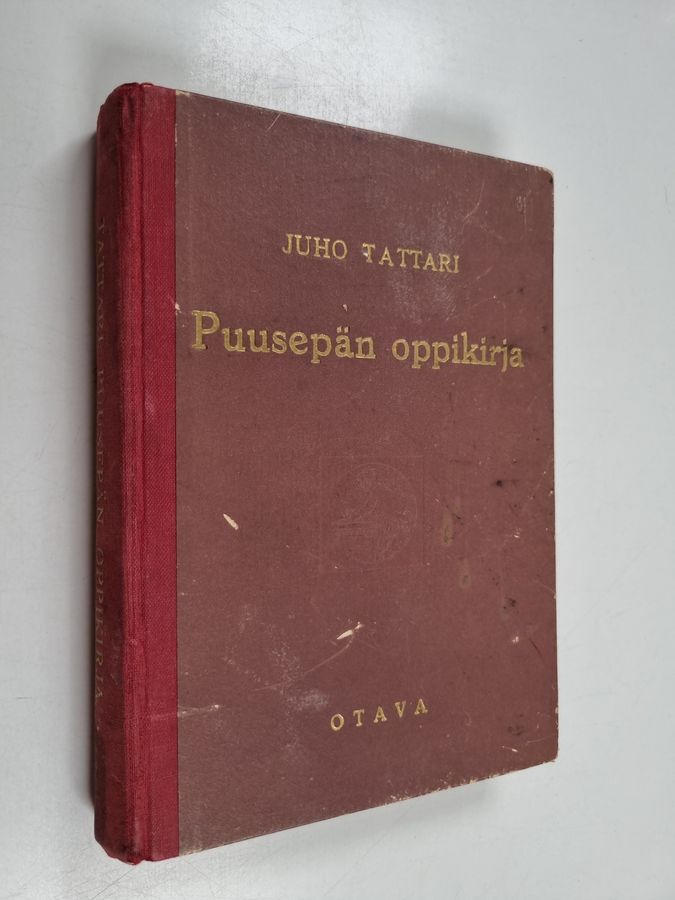 JUHO TATTARI
Puusepän oppikirja
OTAVA
TATTARI PUUSEPÄN OPPIKIRJA